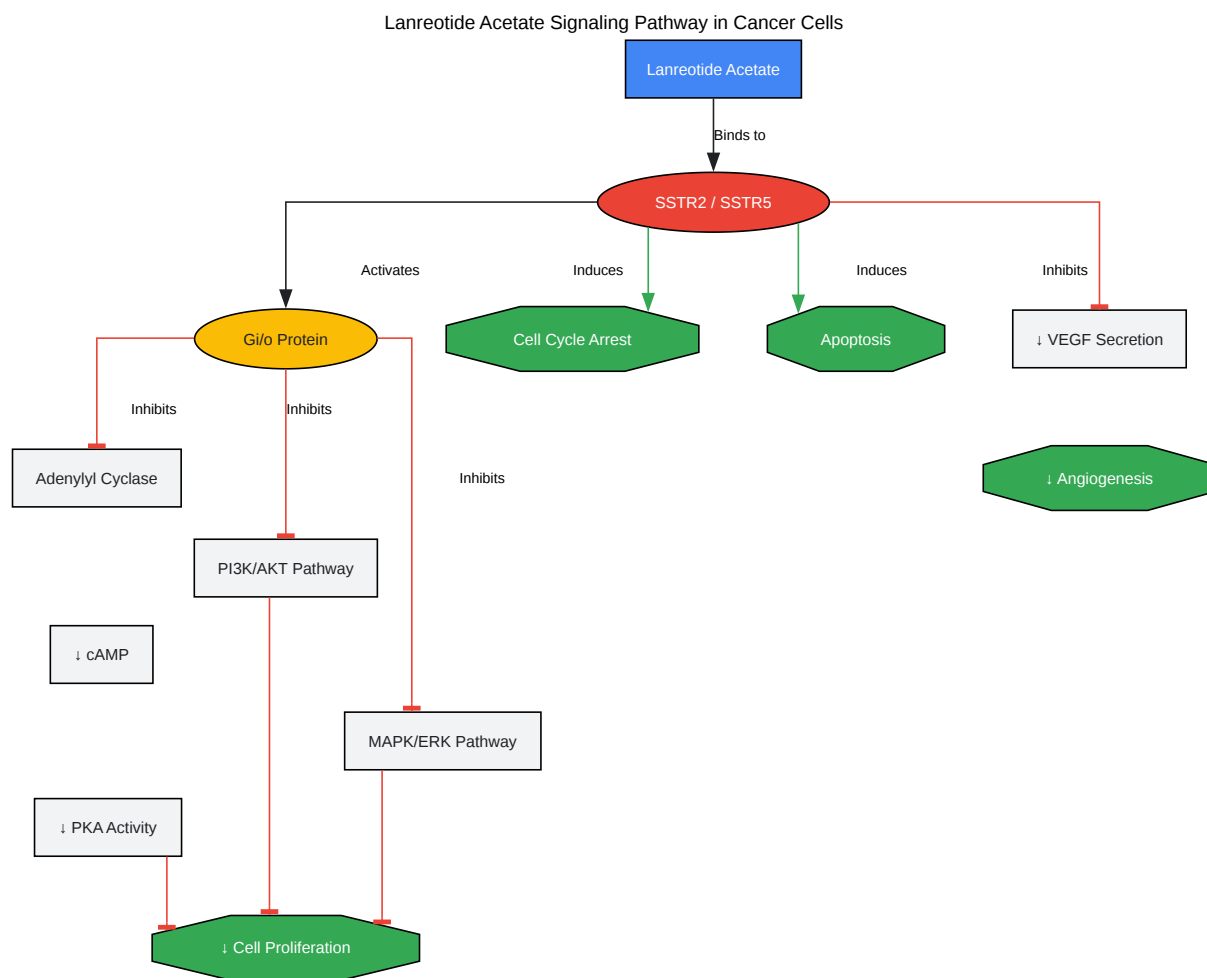 Lanreotide Acetate Signaling Pathway in Cancer Cells
Lanreotide Acetate
Binds to
SSTR2 / SSTR5
Activates
Induces
Induces
Inhibits
Gi/o Protein
Cell Cycle Arrest
Apoptosis
↓ VEGF Secretion
Inhibits
Inhibits
Inhibits
Adenylyl Cyclase
↓ Angiogenesis
PI3K/AKT Pathway
↓ cAMP
MAPK/ERK Pathway
↓ PKA Activity
↓ Cell Proliferation